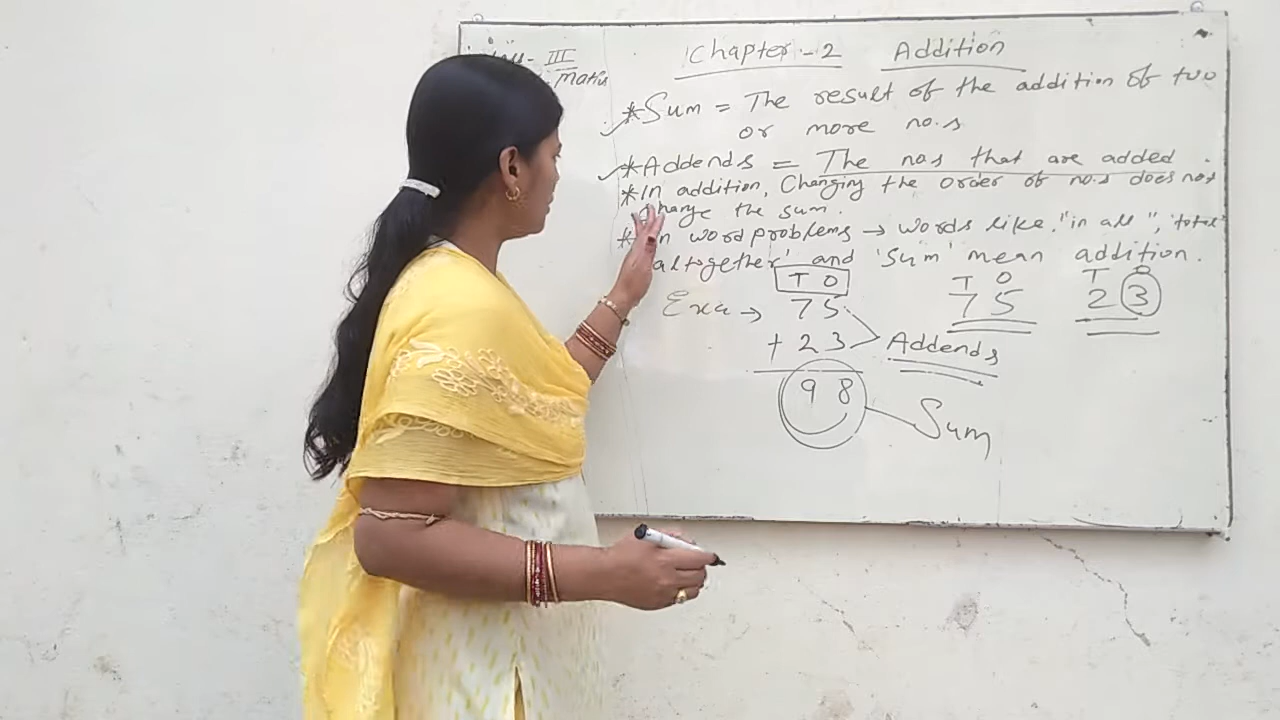 III
Maths
Chapter - 2 Addition
* Sum = The result of the addition of two
or more no.s
* Addends = The nos that are added .
* In addition, Changing the order of no.s does not
change the sum.
* In word problems → words like, "in all", 'total'
'altogether' and 'Sum' mean addition.
T O T O T O
Exa → 75 75 23
+ 23 Addends
98 Sum